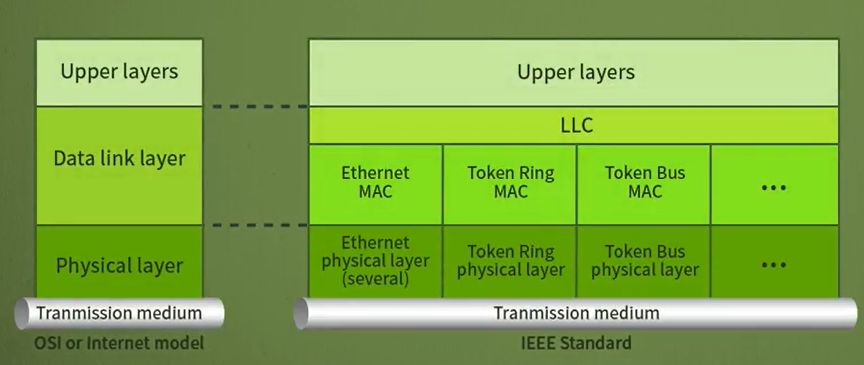 Upper layers
Data link layer
Physical layer
Tranmission medium
OSI or Internet model
Upper layers
LLC
Ethernet
MAC
Token Ring
MAC
Token Bus
MAC
...
Ethernet
physical layer
(several)
Token Ring
physical layer
Token Bus
physical layer
...
Tranmission medium
IEEE Standard